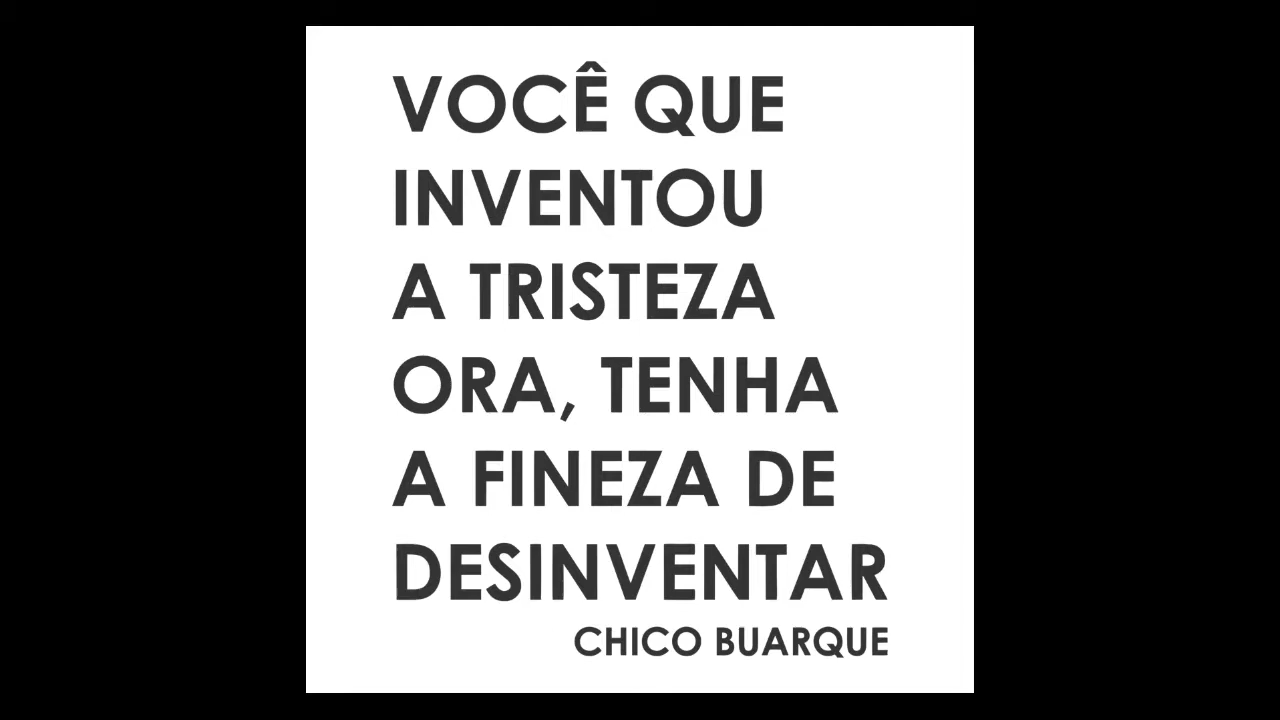 VOCÊ QUE
INVENTOU
A TRISTEZA
ORA, TENHA
A FINEZA DE
DESINVENTAR
CHICO BUARQUE